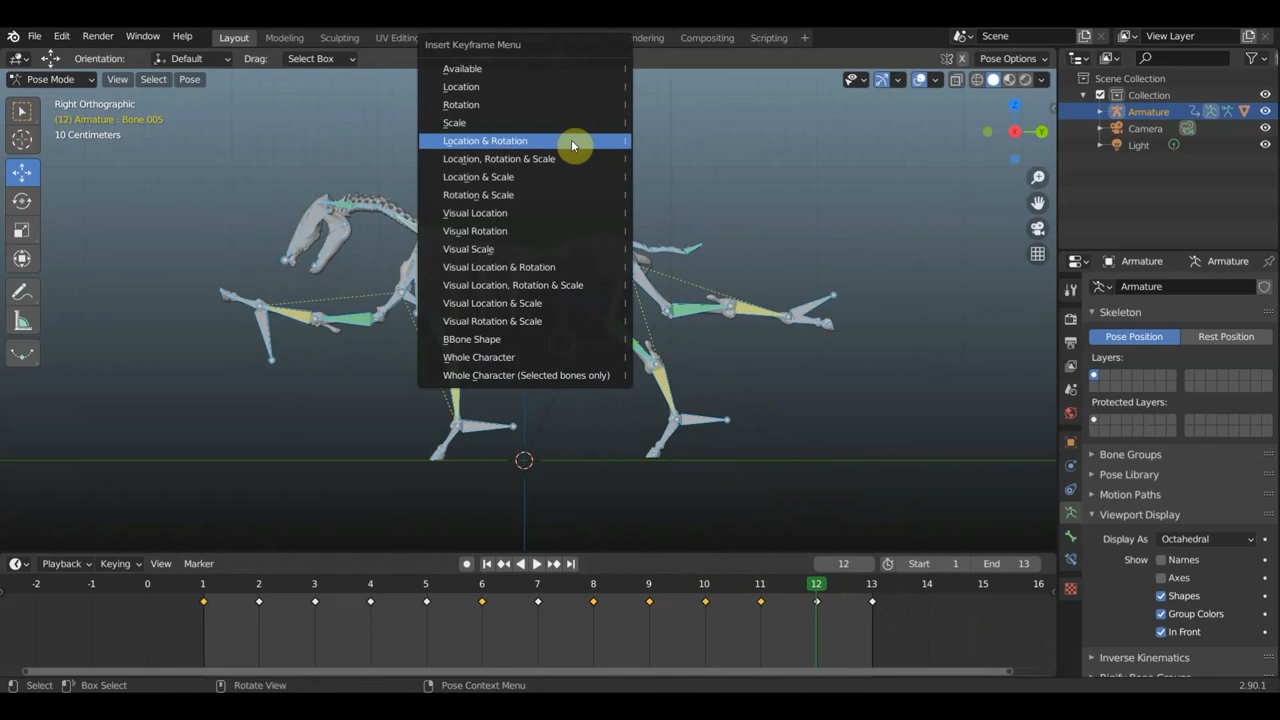 File Edit Render Window Help Layout Modeling Sculpting UV Editing Compositing Scripting + Scene View Layer
Orientation: Default Drag: Select Box Pose Options
Pose Mode View Select Pose
Right Orthographic
(12) Armature : Bone.005
10 Centimeters
Insert Keyframe Menu
Available I
Location I
Rotation I
Scale I
Location & Rotation I
Location, Rotation & Scale I
Location & Scale I
Rotation & Scale I
Visual Location I
Visual Rotation I
Visual Scale I
Visual Location & Rotation I
Visual Location, Rotation & Scale I
Visual Location & Scale I
Visual Rotation & Scale I
BBone Shape I
Whole Character I
Whole Character (Selected bones only) I
X Y
Scene Collection
Collection
Armature
Camera
Light
Armature Armature
Armature
Skeleton
Pose Position Rest Position
Layers:
Protected Layers:
Bone Groups
Pose Library
Motion Paths
Viewport Display
Display As Octahedral
Show Names
Axes
Shapes
Group Colors
In Front
Inverse Kinematics
Playback Keying View Marker 12 Start 1 End 13
-2 -1 0 1 2 3 4 5 6 7 8 9 10 11 12 13 14 15 16
Select Box Select Rotate View Pose Context Menu 2.90.1